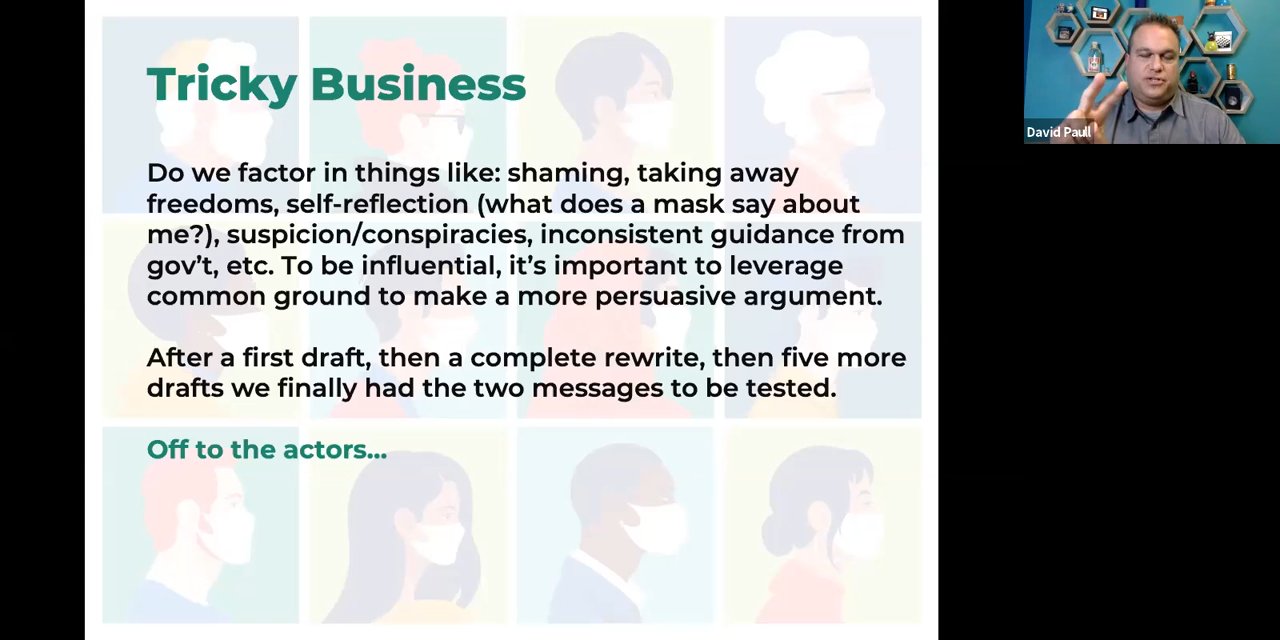 Tricky Business
Do we factor in things like: shaming, taking away
freedoms, self-reflection (what does a mask say about
me?), suspicion/conspiracies, inconsistent guidance from
gov’t, etc. To be influential, it’s important to leverage
common ground to make a more persuasive argument.
After a first draft, then a complete rewrite, then five more
drafts we finally had the two messages to be tested.
Off to the actors...
David Paull